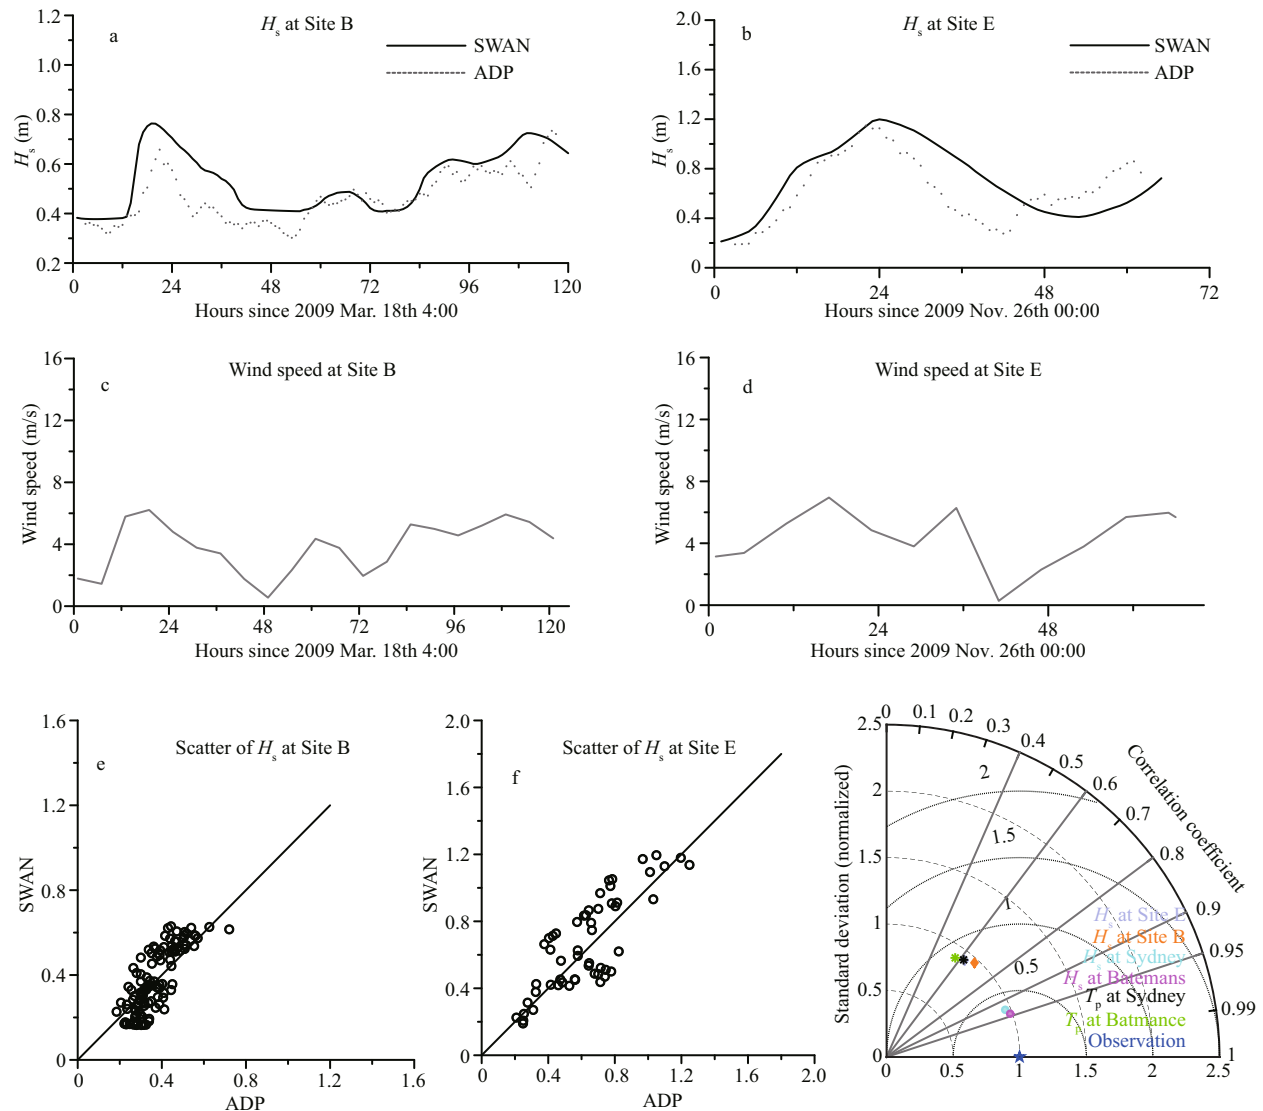 a
Hs at Site B
SWAN
ADP
Hs (m)
1.2
1.0
0.8
0.6
0.4
0.2
0 24 48 72 96 120
Hours since 2009 Mar. 18th 4:00
b
Hs at Site E
SWAN
ADP
Hs (m)
2.0
1.6
1.2
0.8
0.4
0
0 24 48 72
Hours since 2009 Nov. 26th 00:00
c
Wind speed at Site B
Wind speed (m/s)
16
12
8
4
0
0 24 48 72 96 120
Hours since 2009 Mar. 18th 4:00
d
Wind speed at Site E
Wind speed (m/s)
16
12
8
4
0
0 24 48
Hours since 2009 Nov. 26th 00:00
e
Scatter of Hs at Site B
SWAN
1.6
1.2
0.8
0.4
0
0 0.4 0.8 1.2 1.6
ADP
f
Scatter of Hs at Site E
SWAN
2.0
1.6
1.2
0.8
0.4
0
0 0.4 0.8 1.2 1.6 2.0
ADP
Standard deviation (normalized)
2.5
2
1.5
1
0.5
0
0 0.5 1 1.5 2 2.5
0 0.1 0.2 0.3 0.4 0.5 0.6 0.7 0.8 0.9 0.95 0.99 1
Correlation coefficient
2
1.5
1
0.5
Hs at Site E
Hs at Site B
Hs at Sydney
Hs at Batemans
Tp at Sydney
Tp at Batmance
Observation